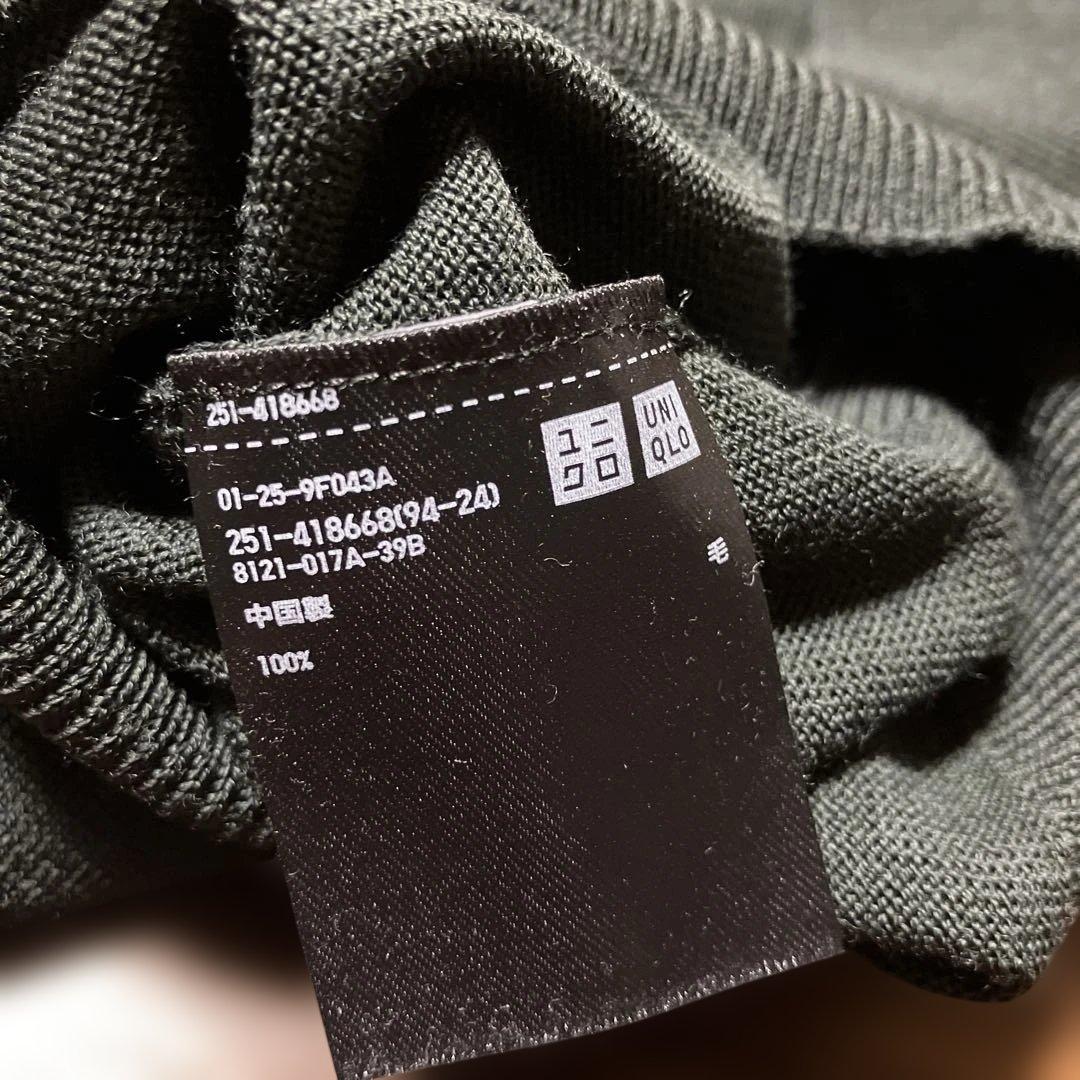 251-418668
ユニ
クロ
UNI
QLO
01-25-9F043A
251-418668(94-24)
8121-017A-39B
中国製
毛
100%